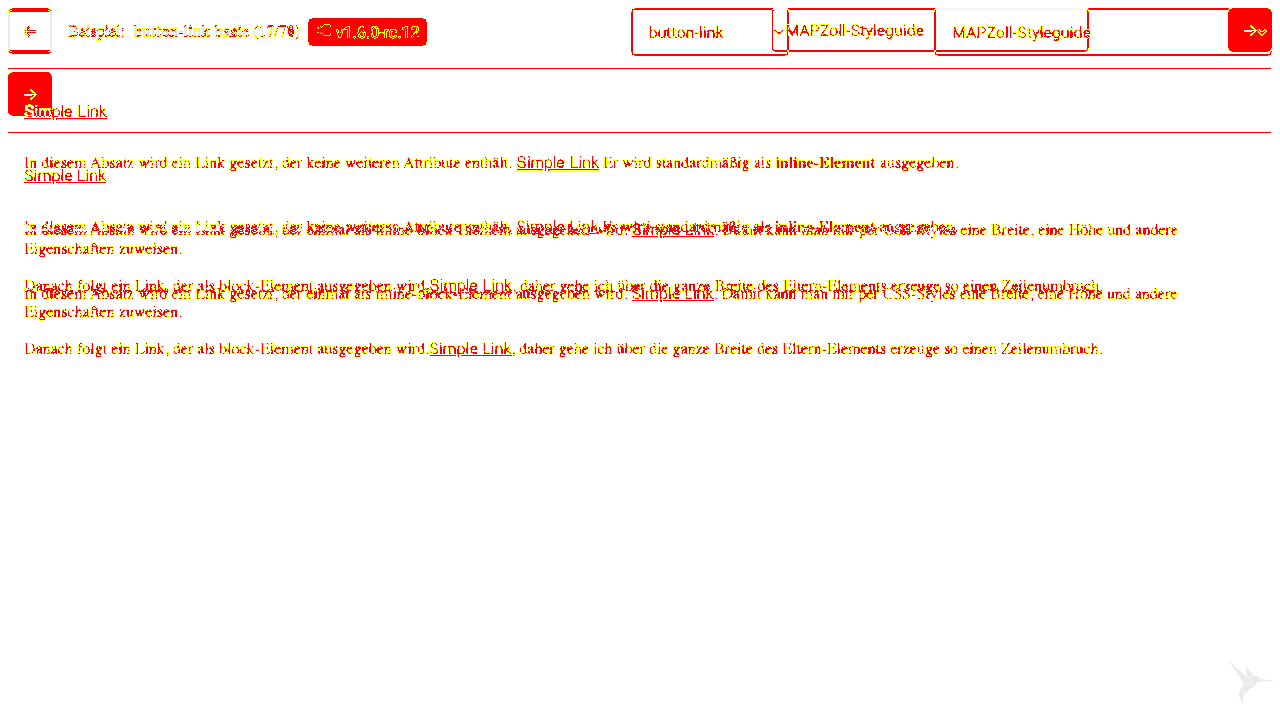 Beispiel: button-link basic (17/70) v1.6.0-rc.12 button-link MAPZoll-Styleguide MAPZoll-Styleguide
Simple Link
In diesem Absatz wird ein Link gesetzt, der keine weiteren Attribute enthält. Simple Link Er wird standardmäßig als inline-Element ausgegeben.
Simple Link
In diesem Absatz wird ein Link gesetzt, der keine weiteren Attribute enthält. Simple Link Er wird standardmäßig als inline-Element ausgegeben.
In diesem Absatz wird ein Link gesetzt, der einmal als inline-block-Element ausgegeben wird. Simple Link. Damit kann man mir per CSS-Styles eine Breite, eine Höhe und andere
Eigenschaften zuweisen.
Danach folgt ein Link, der als block-Element ausgegeben wird.Simple Link, daher gehe ich über die ganze Breite des Eltern-Elements erzeuge so einen Zeilenumbruch.
In diesem Absatz wird ein Link gesetzt, der einmal als inline-block-Element ausgegeben wird. Simple Link. Damit kann man mir per CSS-Styles eine Breite, eine Höhe und andere
Eigenschaften zuweisen.
Danach folgt ein Link, der als block-Element ausgegeben wird.Simple Link, daher gehe ich über die ganze Breite des Eltern-Elements erzeuge so einen Zeilenumbruch.